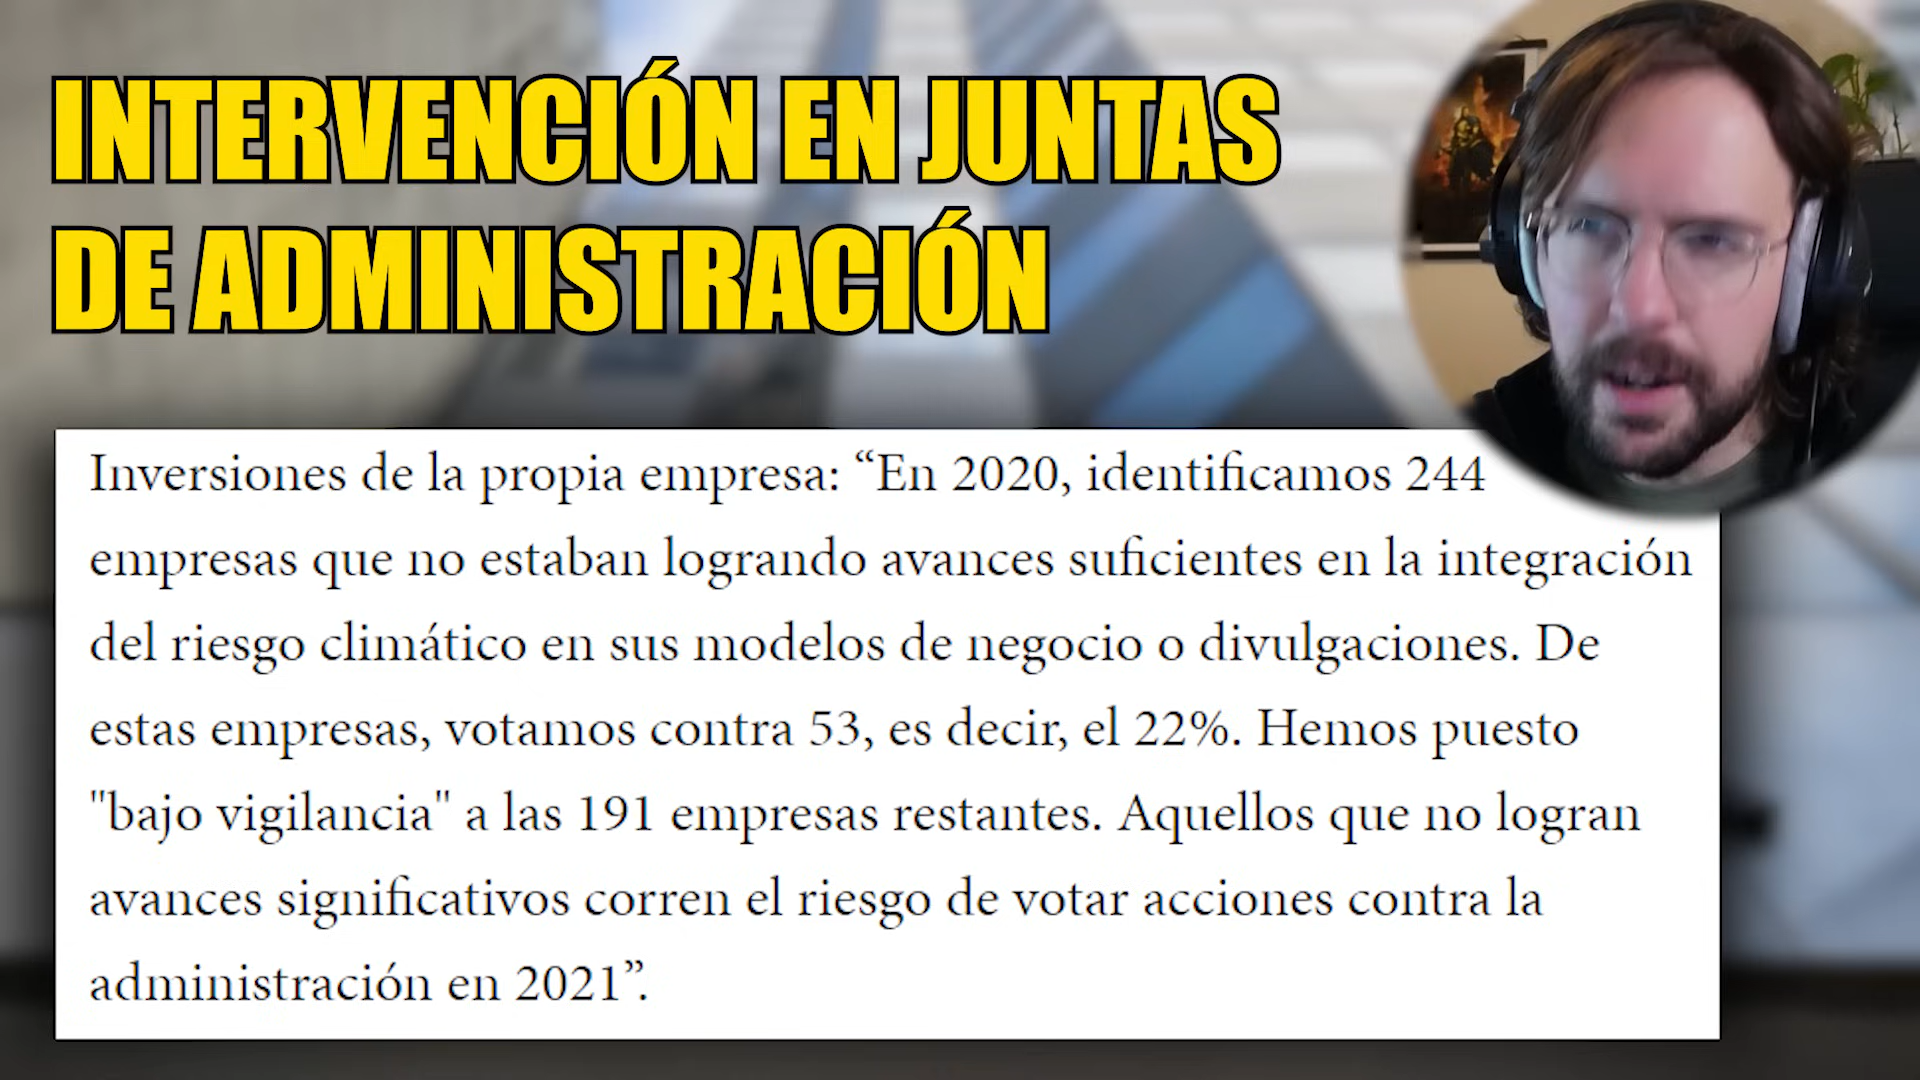 INTERVENCIÓN EN JUNTAS
DE ADMINISTRACIÓN
Inversiones de la propia empresa: “En 2020, identificamos 244
empresas que no estaban logrando avances suficientes en la integración
del riesgo climático en sus modelos de negocio o divulgaciones. De
estas empresas, votamos contra 53, es decir, el 22%. Hemos puesto
"bajo vigilancia" a las 191 empresas restantes. Aquellos que no logran
avances significativos corren el riesgo de votar acciones contra la
administración en 2021”.